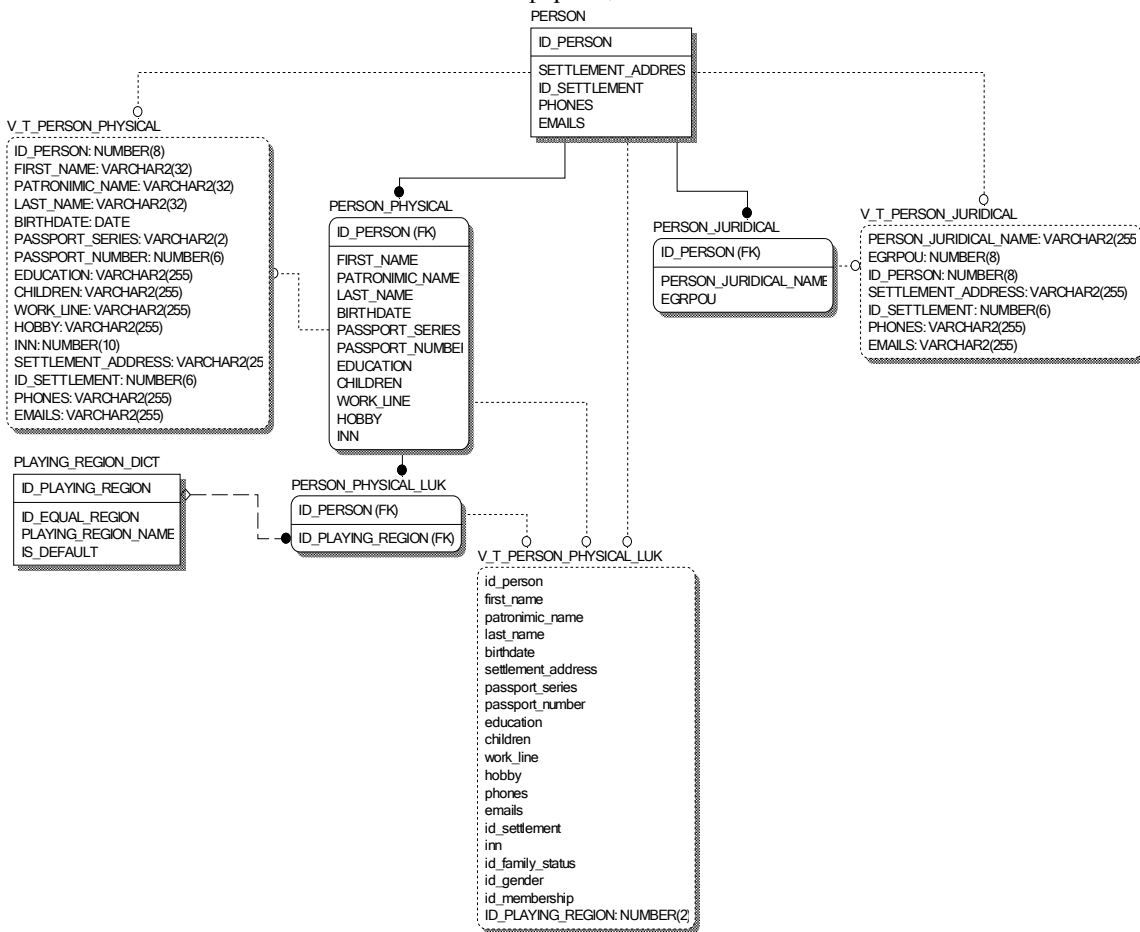 PERSON
ID_PERSON
SETTLEMENT_ADDRES
ID_SETTLEMENT
PHONES
EMAILS
V_T_PERSON_PHYSICAL
ID_PERSON: NUMBER(8)
FIRST_NAME: VARCHAR2(32)
PATRONIMIC_NAME: VARCHAR2(32)
LAST_NAME: VARCHAR2(32)
BIRTHDATE: DATE
PASSPORT_SERIES: VARCHAR2(2)
PASSPORT_NUMBER: NUMBER(6)
EDUCATION: VARCHAR2(255)
CHILDREN: VARCHAR2(255)
WORK_LINE: VARCHAR2(255)
HOBBY: VARCHAR2(255)
INN: NUMBER(10)
SETTLEMENT_ADDRESS: VARCHAR2(25
ID_SETTLEMENT: NUMBER(6)
PHONES: VARCHAR2(255)
EMAILS: VARCHAR2(255)
PERSON_PHYSICAL
ID_PERSON (FK)
FIRST_NAME
PATRONIMIC_NAME
LAST_NAME
BIRTHDATE
PASSPORT_SERIES
PASSPORT_NUMBE
EDUCATION
CHILDREN
WORK_LINE
HOBBY
INN
PERSON_JURIDICAL
ID_PERSON (FK)
PERSON_JURIDICAL_NAME
EGRPOU
V_T_PERSON_JURIDICAL
PERSON_JURIDICAL_NAME: VARCHAR2(255
EGRPOU: NUMBER(8)
ID_PERSON: NUMBER(8)
SETTLEMENT_ADDRESS: VARCHAR2(255)
ID_SETTLEMENT: NUMBER(6)
PHONES: VARCHAR2(255)
EMAILS: VARCHAR2(255)
PLAYING_REGION_DICT
ID_PLAYING_REGION
ID_EQUAL_REGION
PLAYING_REGION_NAME
IS_DEFAULT
PERSON_PHYSICAL_LUK
ID_PERSON (FK)
ID_PLAYING_REGION (FK)
V_T_PERSON_PHYSICAL_LUK
id_person
first_name
patronimic_name
last_name
birthdate
settlement_address
passport_series
passport_number
education
children
work_line
hobby
phones
emails
id_settlement
inn
id_family_status
id_gender
id_membership
ID_PLAYING_REGION: NUMBER(2)